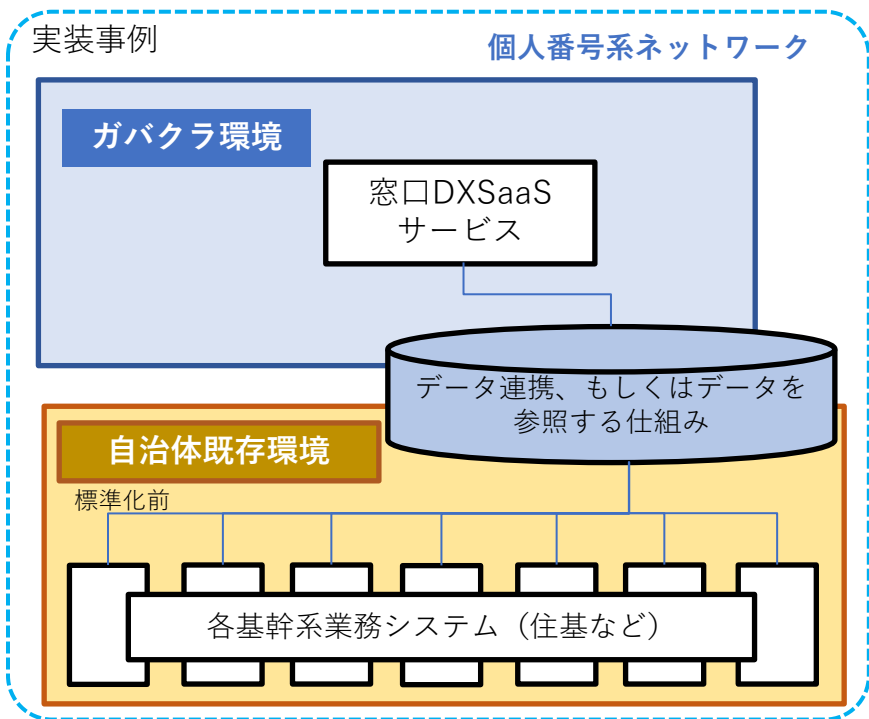 実装事例
個人番号系ネットワーク
ガバクラ環境
窓口DXSaaS
サービス
データ連携、もしくはデータを
参照する仕組み
自治体既存環境
標準化前
各基幹系業務システム（住基など）